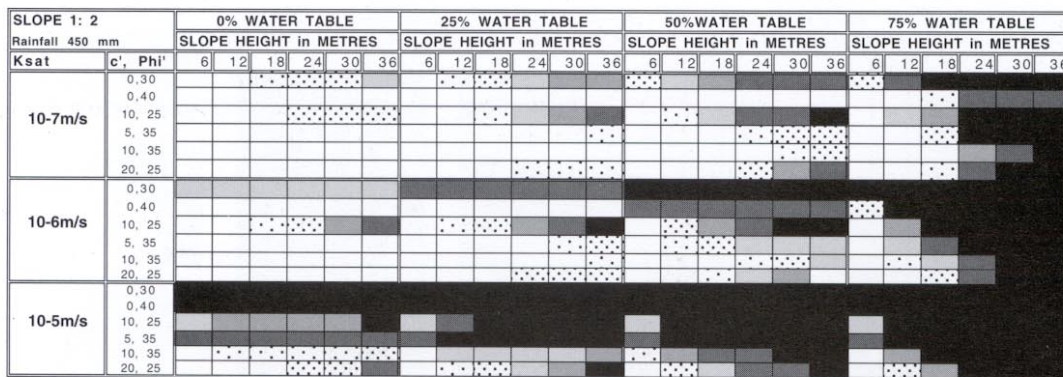 SLOPE 1: 2 0% WATER TABLE 25% WATER TABLE 50%WATER TABLE 75% WATER TABLE
Rainfall 450 mm SLOPE HEIGHT in METRES SLOPE HEIGHT in METRES SLOPE HEIGHT in METRES SLOPE HEIGHT in METRES
Ksat c', Phi' 6 12 18 24 30 36 6 12 18 24 30 36 6 12 18 24 30 36 6 12 18 24 30 36
0,30
0,40
10-7m/s 10, 25
5, 35
10, 35
20, 25
0,30
0,40
10-6m/s 10, 25
5, 35
10, 35
20, 25
0,30
0,40
10-5m/s 10, 25
5, 35
10, 35
20, 25